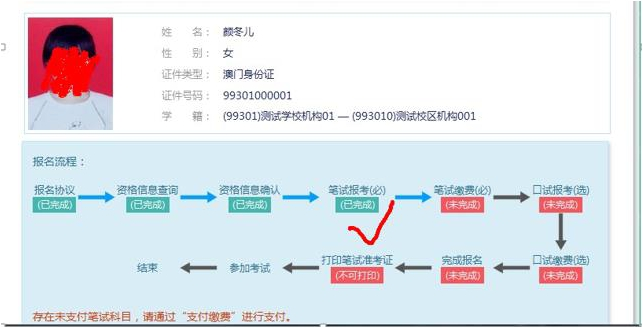 姓 名： 颜冬儿
性 别： 女
证件类型： 澳门身份证
证件号码： 99301000001
学 籍： (99301)测试学校机构01 — (993010)测试校区机构001
报名流程：
报名协议 资格信息查询 资格信息确认 笔试报考(必) 笔试缴费(必) 口试报考(选)
(已完成) (已完成) (已完成) (已完成) (未完成) (未完成)
结束 参加考试 打印笔试准考证 完成报名 口试缴费(选)
(不可打印) (未完成) (未完成)
存在未支付笔试科目，请通过“支付缴费”进行支付。